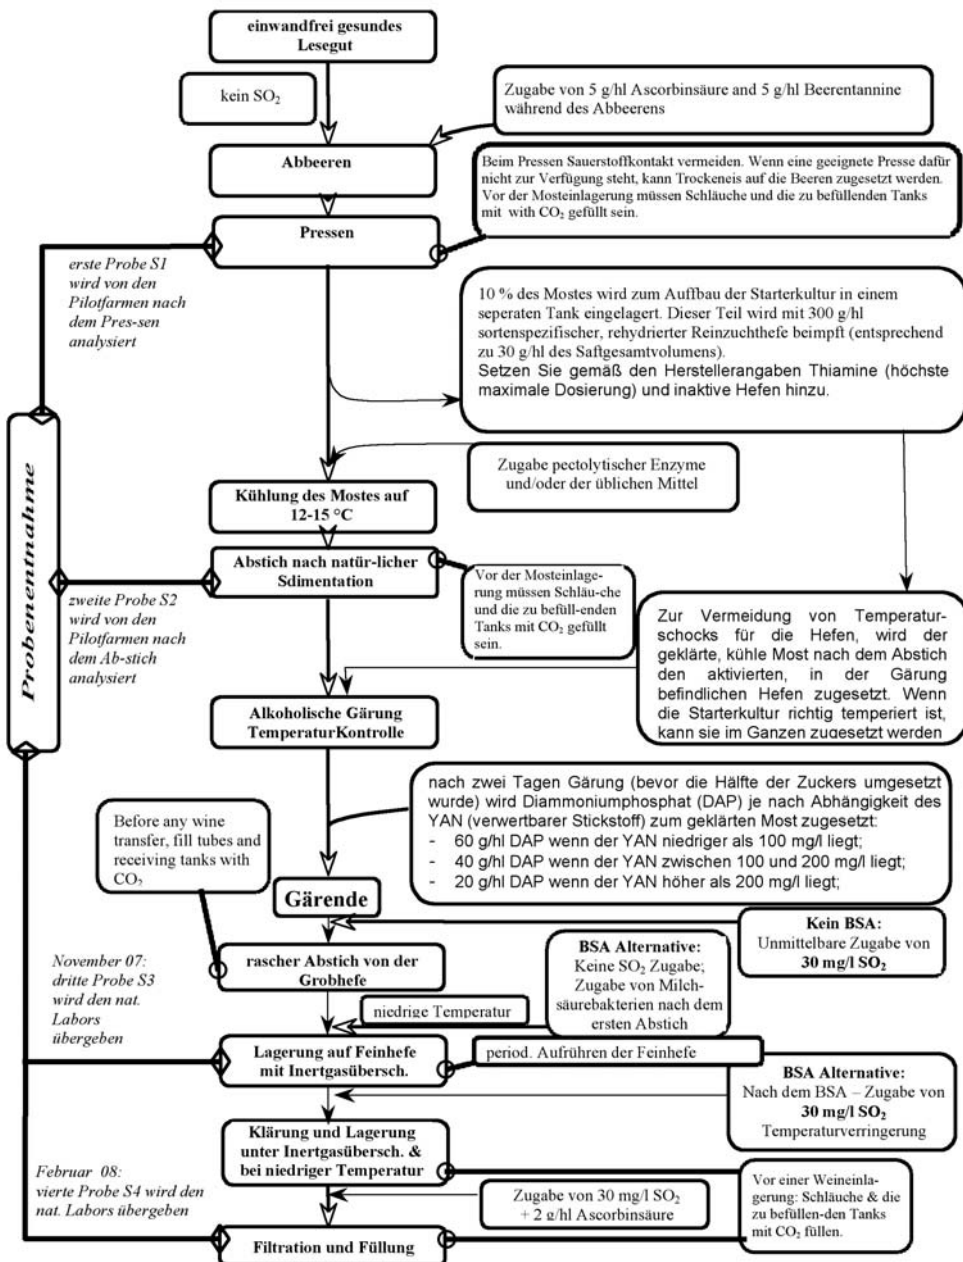 einwandfrei gesundes
Lesegut
kein SO₂
Zugabe von 5 g/hl Ascorbinsäure and 5 g/hl Beerentannine
während des Abbeerens
Abbeeren
Beim Pressen Sauerstoffkontakt vermeiden. Wenn eine geeignete Presse dafür
nicht zur Verfügung steht, kann Trockeneis auf die Beeren zugesetzt werden.
Vor der Mosteinlagerung müssen Schläuche und die zu befüllenden Tanks
mit with CO₂ gefüllt sein.
Pressen
erste Probe S1
wird von den
Pilotfarmen nach
dem Pres-sen
analysiert
10 % des Mostes wird zum Auffbau der Starterkultur in einem
seperaten Tank eingelagert. Dieser Teil wird mit 300 g/hl
sortenspezifischer, rehydrierter Reinzuchthefe beimpft (entsprechend
zu 30 g/hl des Saftgesamtvolumens).
Setzen Sie gemäß den Herstellerangaben Thiamine (höchste
maximale Dosierung) und inaktive Hefen hinzu.
Probenentnahme
Zugabe pectolytischer Enzyme
und/oder der üblichen Mittel
Kühlung des Mostes auf
12-15 °C
Abstich nach natür-licher
Sdimentation
Vor der Mosteinlage-
rung müssen Schläu-che
und die zu befüll-enden
Tanks mit CO₂ gefüllt
sein.
zweite Probe S2
wird von den
Pilotfarmen nach
dem Ab-stich
analysiert
Zur Vermeidung von Temperatur-
schocks für die Hefen, wird der
geklärte, kühle Most nach dem Abstich
den aktivierten, in der Gärung
befindlichen Hefen zugesetzt. Wenn
die Starterkultur richtig temperiert ist,
kann sie im Ganzen zugesetzt werden
Alkoholische Gärung
TemperaturKontrolle
nach zwei Tagen Gärung (bevor die Hälfte der Zuckers umgesetzt
wurde) wird Diammoniumphosphat (DAP) je nach Abhängigkeit des
YAN (verwertbarer Stickstoff) zum geklärten Most zugesetzt:
- 60 g/hl DAP wenn der YAN niedriger als 100 mg/l liegt;
- 40 g/hl DAP wenn der YAN zwischen 100 und 200 mg/l liegt;
- 20 g/hl DAP wenn der YAN höher als 200 mg/l liegt;
Before any wine
transfer, fill tubes and
receiving tanks with
CO₂
Gärende
Kein BSA:
Unmittelbare Zugabe von
30 mg/l SO₂
rascher Abstich von der
Grobhefe
BSA Alternative:
Keine SO₂ Zugabe;
Zugabe von Milch-
säurebakterien nach dem
ersten Abstich
November 07:
dritte Probe S3
wird den nat.
Labors
übergeben
niedrige Temperatur
Lagerung auf Feinhefe
mit Inertgasübersch.
period. Aufrühren der Feinhefe
BSA Alternative:
Nach dem BSA – Zugabe von
30 mg/l SO₂
Temperaturverringerung
Klärung und Lagerung
unter Inertgasübersch. &
bei niedriger Temperatur
Februar 08:
vierte Probe S4 wird den
nat. Labors übergeben
Zugabe von 30 mg/l SO₂
+ 2 g/hl Ascorbinsäure
Vor einer Weineinla-
gerung: Schläuche & die
zu befüllen-den Tanks
mit CO₂ füllen.
Filtration und Füllung